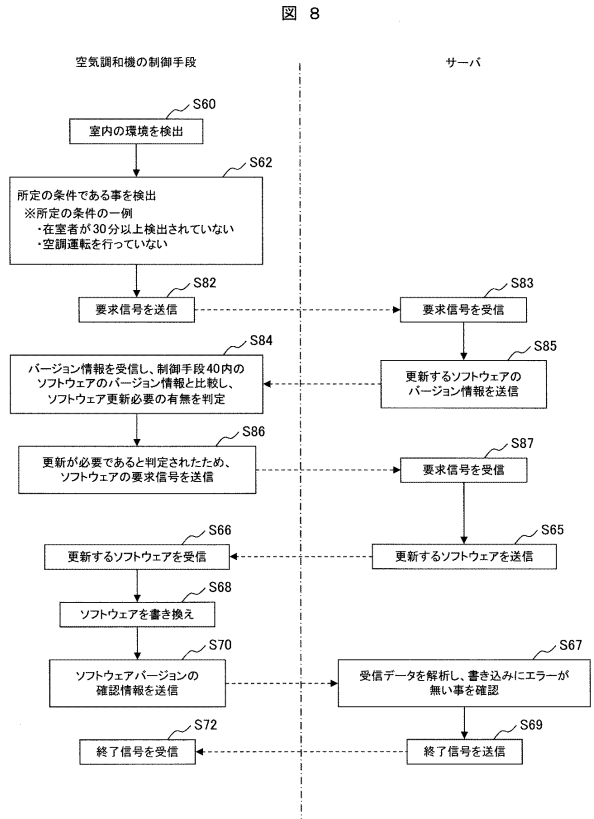 図 8
空気調和機の制御手段
サーバ
S60
室内の環境を検出
S62
所定の条件である事を検出
※所定の条件の一例
・在室者が30分以上検出されていない
・空調運転を行っていない
S82
要求信号を送信
S83
要求信号を受信
S84
バージョン情報を受信し、制御手段40内の
ソフトウェアのバージョン情報と比較し、
ソフトウェア更新必要の有無を判定
S85
更新するソフトウェアの
バージョン情報を送信
S86
更新が必要であると判定されたため、
ソフトウェアの要求信号を送信
S87
要求信号を受信
S66
更新するソフトウェアを受信
S65
更新するソフトウェアを送信
S68
ソフトウェアを書き換え
S70
ソフトウェアバージョンの
確認情報を送信
S67
受信データを解析し、書き込みにエラーが
無い事を確認
S72
終了信号を受信
S69
終了信号を送信